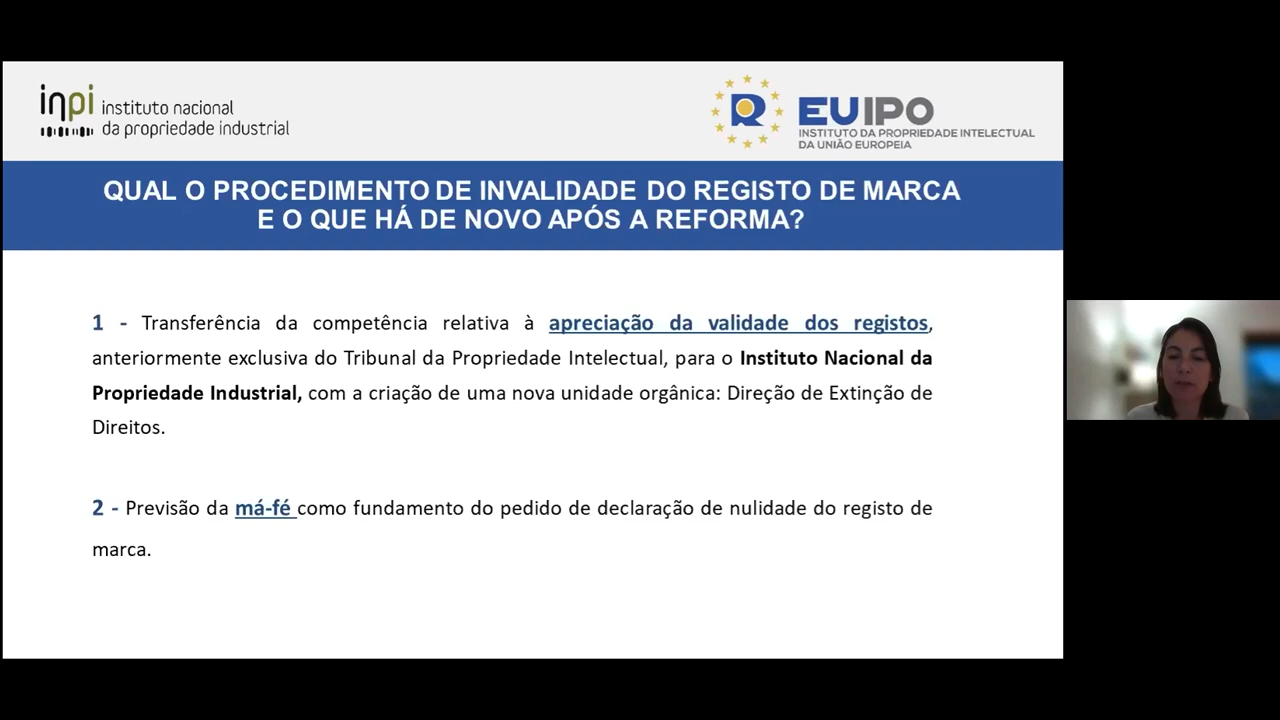 inpi instituto nacional
da propriedade industrial
EUIPO
INSTITUTO DA PROPRIEDADE INTELECTUAL
DA UNIÃO EUROPEIA
QUAL O PROCEDIMENTO DE INVALIDADE DO REGISTO DE MARCA
E O QUE HÁ DE NOVO APÓS A REFORMA?
1 - Transferência da competência relativa à apreciação da validade dos registos,
anteriormente exclusiva do Tribunal da Propriedade Intelectual, para o Instituto Nacional da
Propriedade Industrial, com a criação de uma nova unidade orgânica: Direção de Extinção de
Direitos.
2 - Previsão da má-fé como fundamento do pedido de declaração de nulidade do registo de
marca.